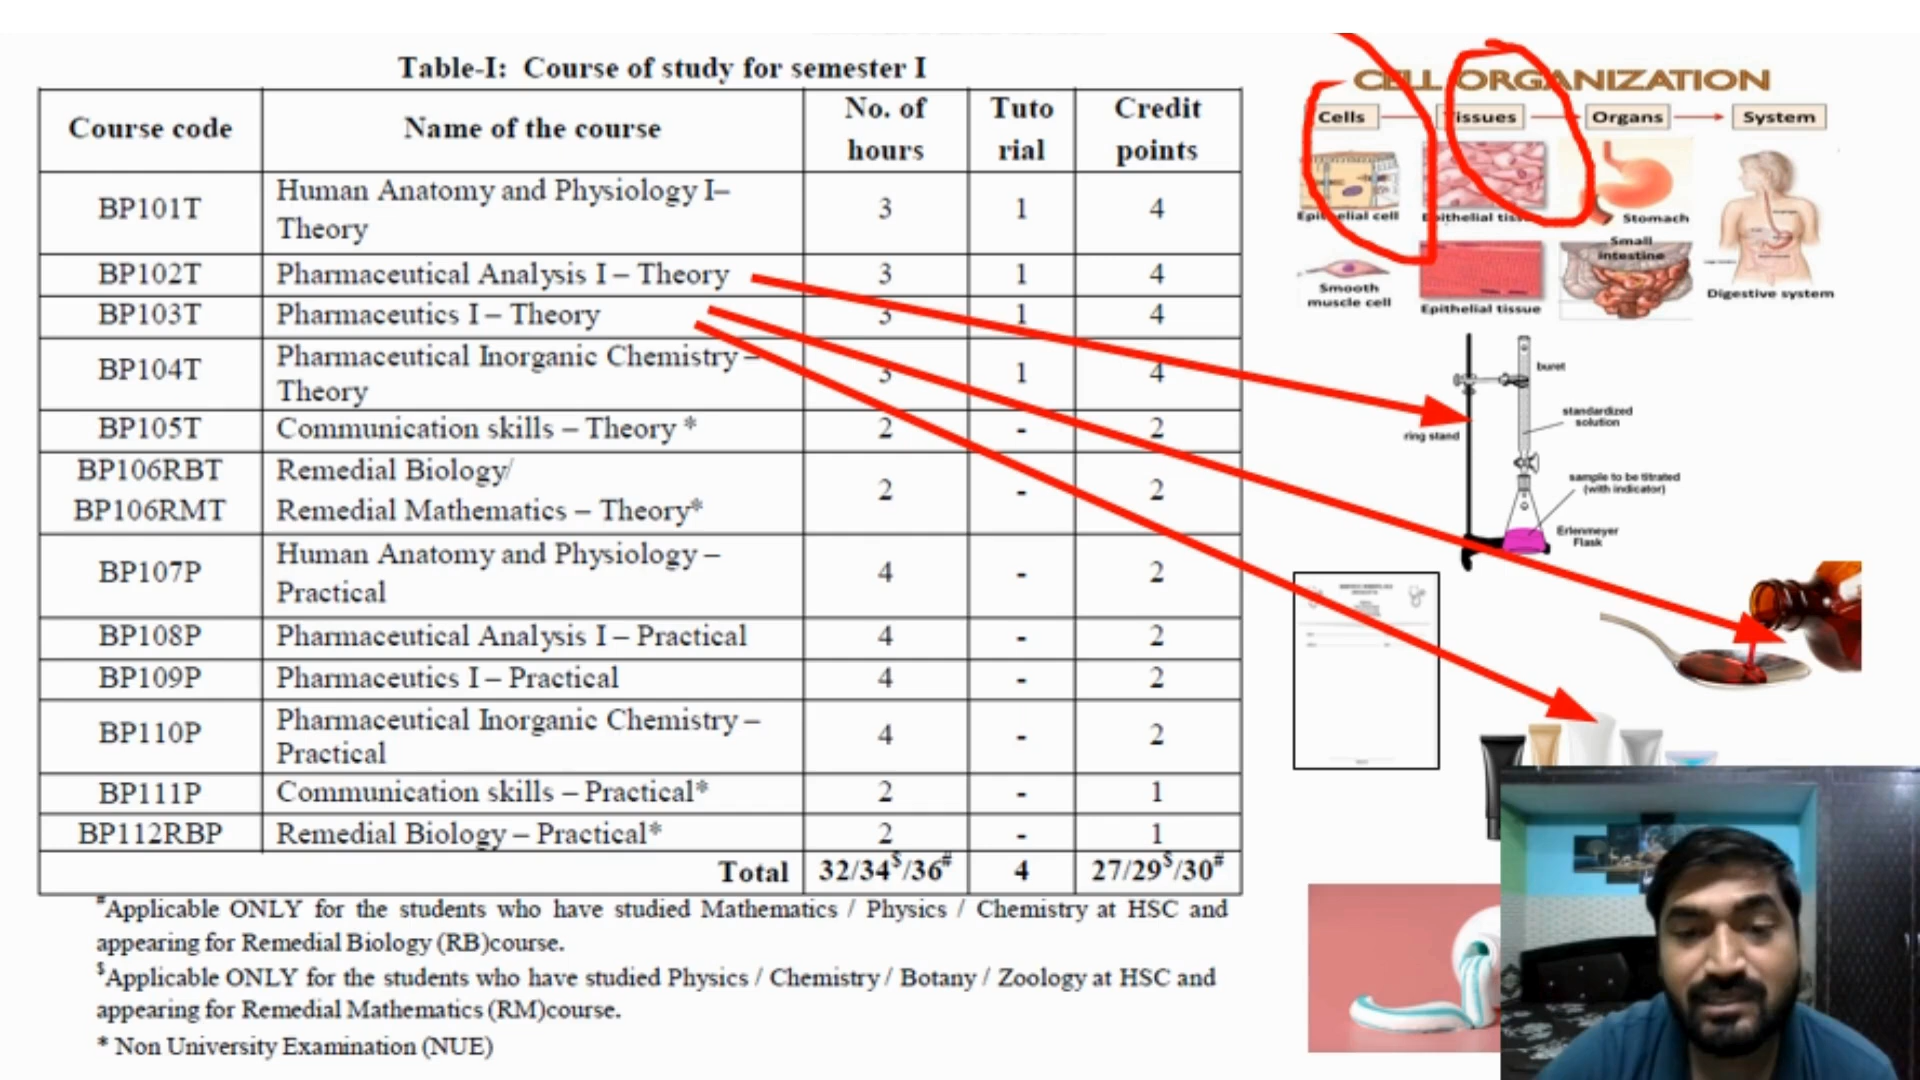 Table-I: Course of study for semester I
Course code Name of the course No. of hours Tuto rial Credit points
BP101T Human Anatomy and Physiology I– Theory 3 1 4
BP102T Pharmaceutical Analysis I – Theory 3 1 4
BP103T Pharmaceutics I – Theory 3 1 4
BP104T Pharmaceutical Inorganic Chemistry – Theory 3 1 4
BP105T Communication skills – Theory * 2 - 2
BP106RBT Remedial Biology/
BP106RMT Remedial Mathematics – Theory* 2 - 2
BP107P Human Anatomy and Physiology – Practical 4 - 2
BP108P Pharmaceutical Analysis I – Practical 4 - 2
BP109P Pharmaceutics I – Practical 4 - 2
BP110P Pharmaceutical Inorganic Chemistry – Practical 4 - 2
BP111P Communication skills – Practical* 2 - 1
BP112RBP Remedial Biology – Practical* 2 - 1
Total 32/34$/36# 4 27/29$/30#
#Applicable ONLY for the students who have studied Mathematics / Physics / Chemistry at HSC and
appearing for Remedial Biology (RB)course.
$Applicable ONLY for the students who have studied Physics / Chemistry / Botany / Zoology at HSC and
appearing for Remedial Mathematics (RM)course.
* Non University Examination (NUE)
CELL ORGANIZATION
Cells Tissues Organs System
Epithelial cell Epithelial tissue Stomach
Small
intestine
Smooth
muscle cell
Epithelial tissue
Digestive system
buret
standardized
solution
ring stand
sample to be titrated
(with indicator)
Erlenmeyer
Flask